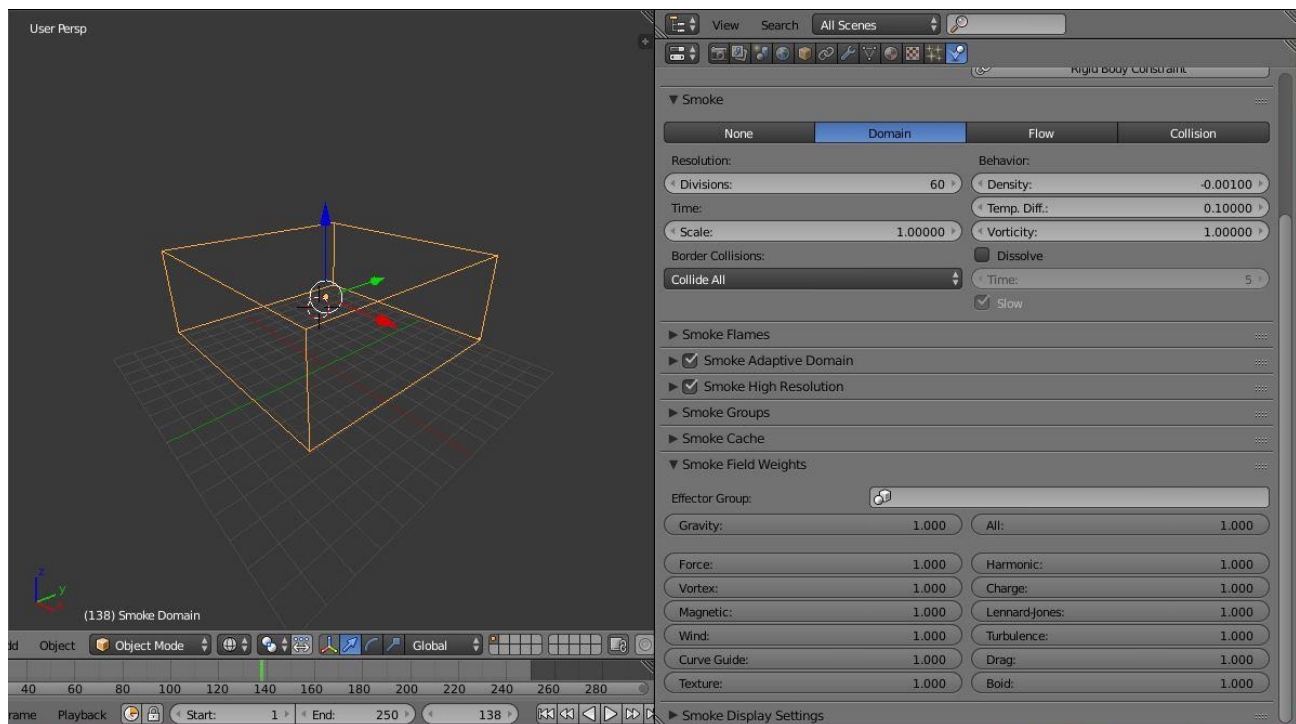 User Persp
View Search All Scenes
Rigid Body Constraint
Smoke
None Domain Flow Collision
Resolution: Behavior:
Divisions: 60 Density: -0.00100
Time: Temp. Diff.: 0.10000
Scale: 1.00000 Vorticity: 1.00000
Border Collisions: Dissolve
Collide All Time: 5
Slow
Smoke Flames
Smoke Adaptive Domain
Smoke High Resolution
Smoke Groups
Smoke Cache
Smoke Field Weights
Effector Group:
Gravity: 1.000 All: 1.000
Force: 1.000 Harmonic: 1.000
Vortex: 1.000 Charge: 1.000
Magnetic: 1.000 Lennard-Jones: 1.000
Wind: 1.000 Turbulence: 1.000
Curve Guide: 1.000 Drag: 1.000
Texture: 1.000 Boid: 1.000
Smoke Display Settings
z
y
x
(138) Smoke Domain
dd Object Object Mode Global
40 60 80 100 120 140 160 180 200 220 240 260 280
rame Playback Start: 1 End: 250 138